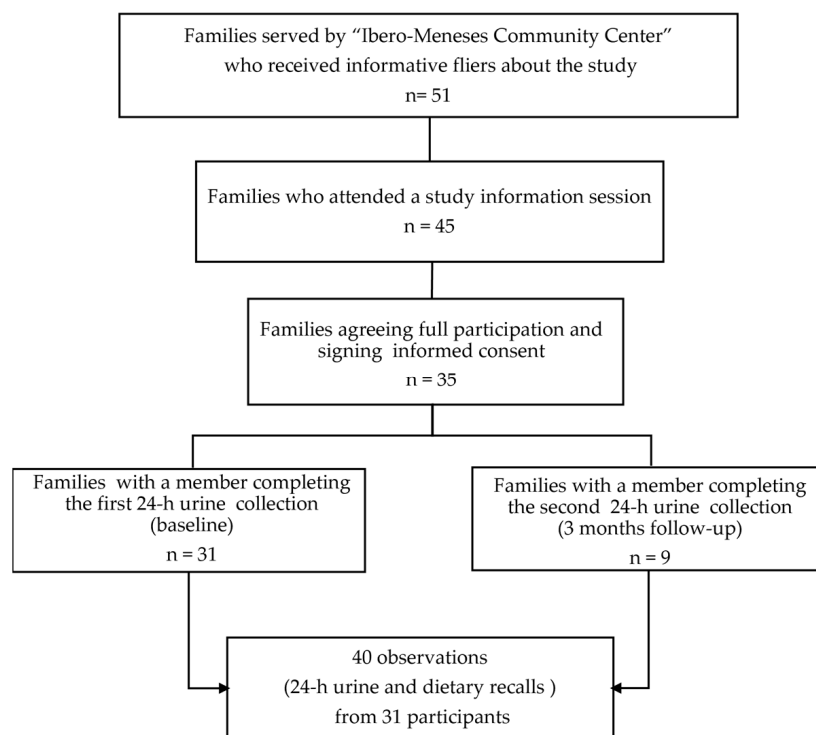 Families served by “Ibero-Meneses Community Center”
who received informative fliers about the study
n= 51
Families who attended a study information session
n = 45
Families agreeing full participation and
signing informed consent
n = 35
Families with a member completing
the first 24-h urine collection
(baseline)
n = 31
Families with a member completing
the second 24-h urine collection
(3 months follow-up)
n = 9
40 observations
(24-h urine and dietary recalls )
from 31 participants